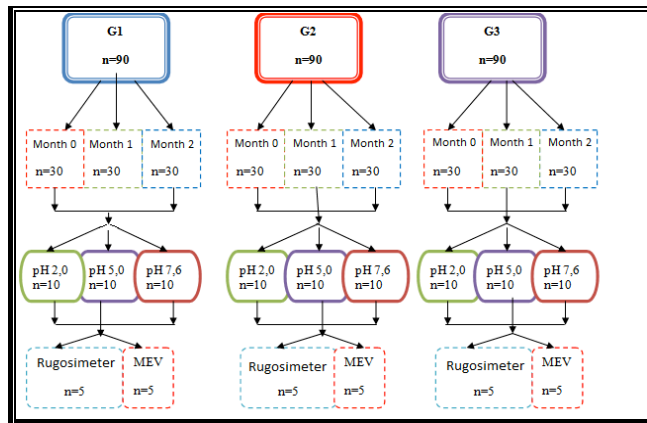 G1 G2 G3
n=90 n=90 n=90
Month 0 Month 1 Month 2 Month 0 Month 1 Month 2 Month 0 Month 1 Month 2
n=30 n=30 n=30 n=30 n=30 n=30 n=30 n=30 n=30
pH 2,0 pH 5,0 pH 7,6 pH 2,0 pH 5,0 pH 7,6 pH 2,0 pH 5,0 pH 7,6
n=10 n=10 n=10 n=10 n=10 n=10 n=10 n=10 n=10
Rugosimeter MEV Rugosimeter MEV Rugosimeter MEV
n=5 n=5 n=5 n=5 n=5 n=5